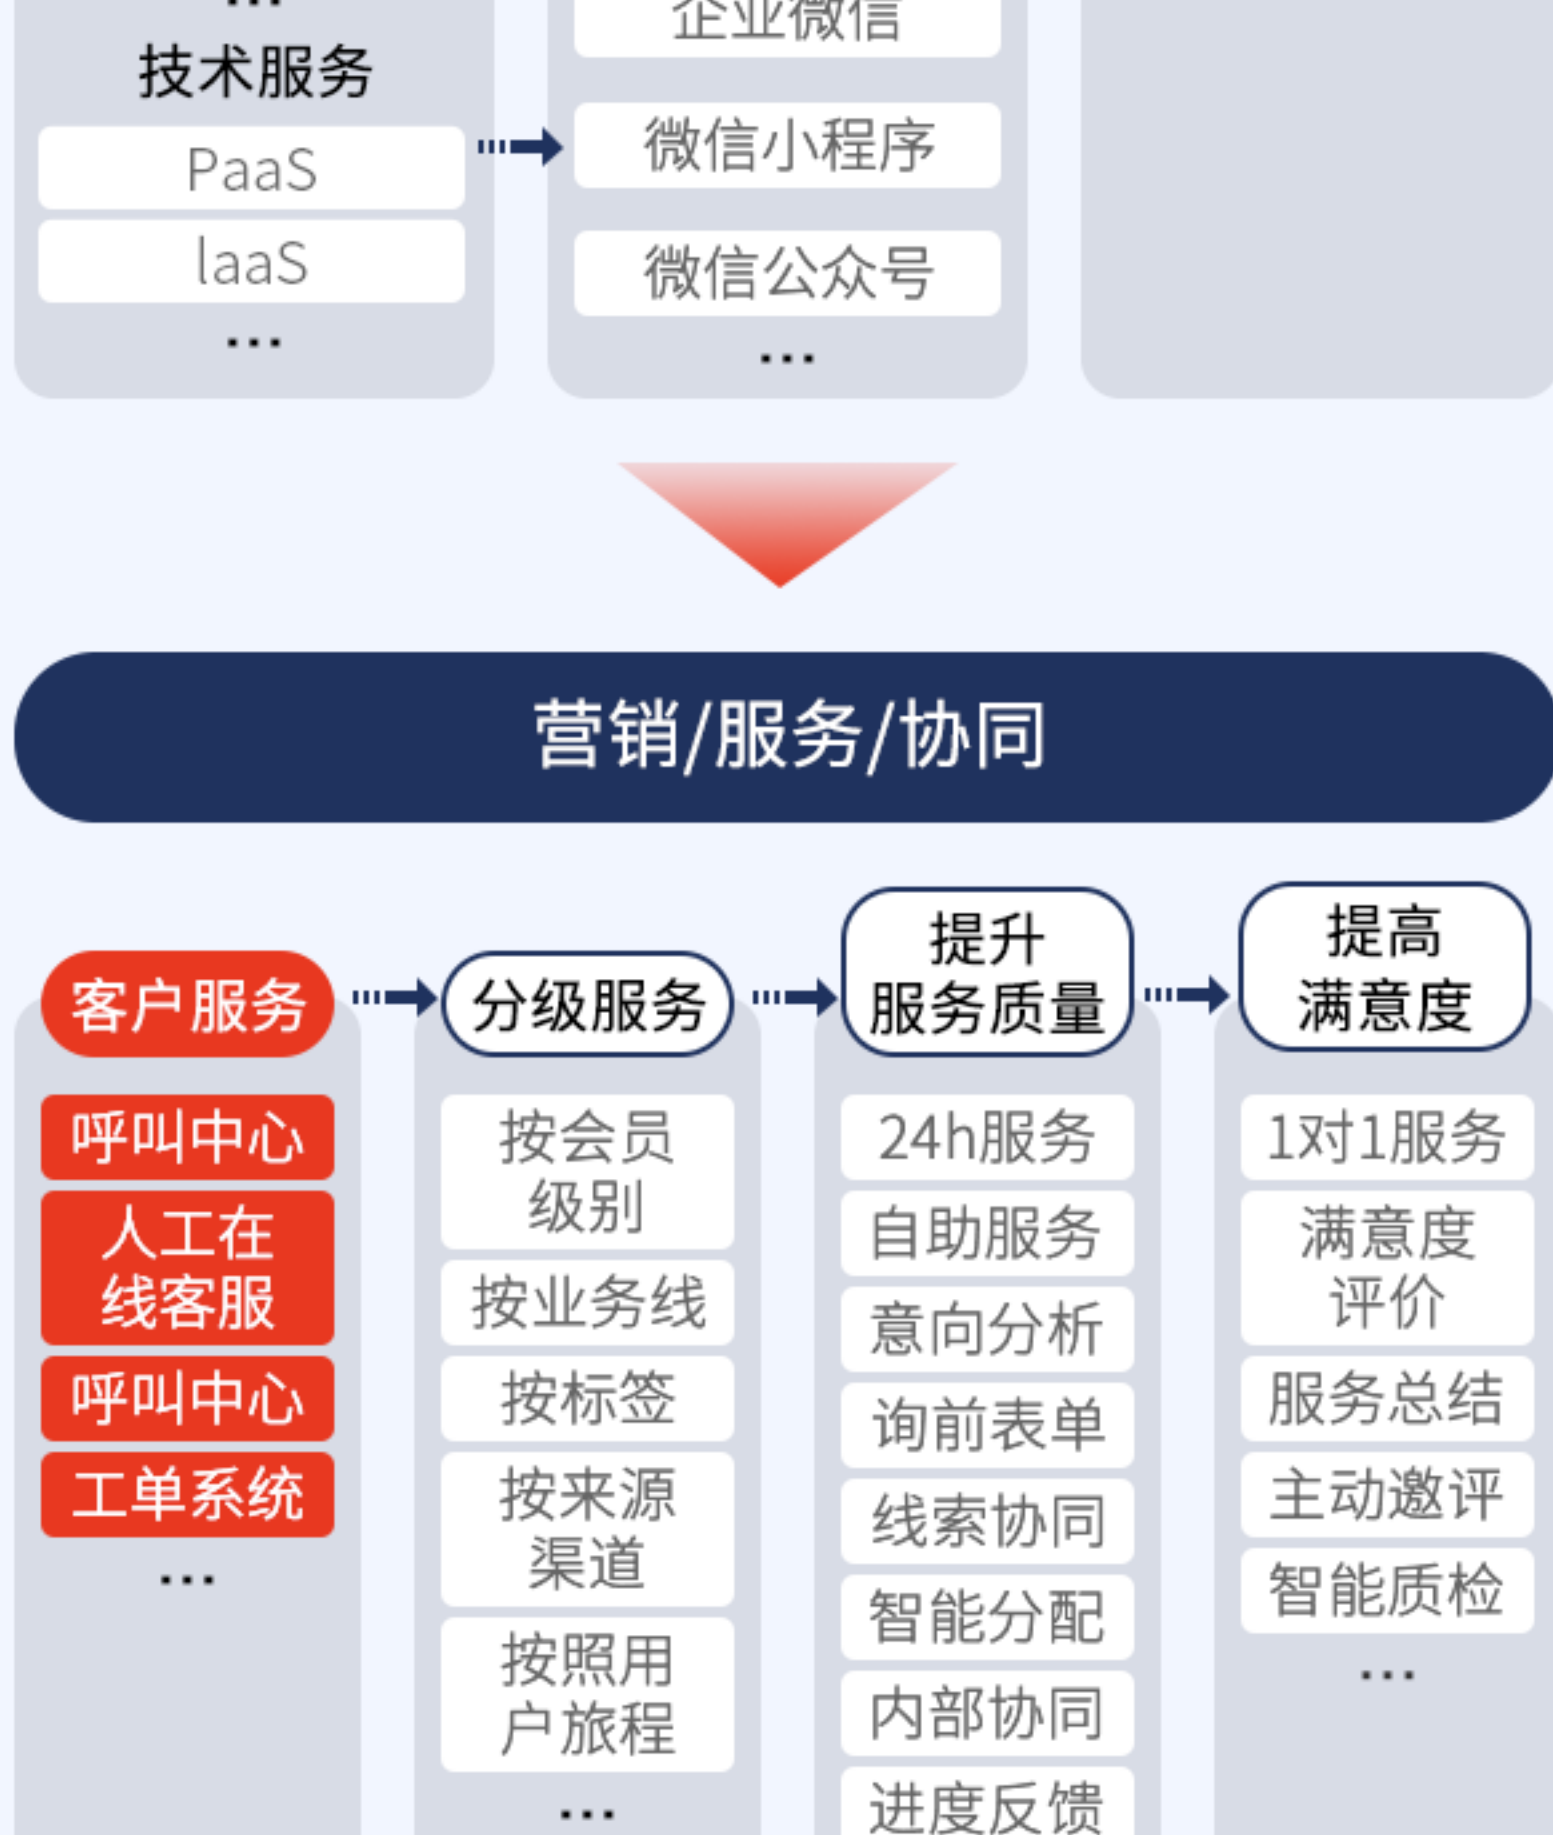 ...
技术服务
PaaS
laaS
...
企业微信
微信小程序
微信公众号
...
营销/服务/协同
客户服务
呼叫中心
人工在
线客服
呼叫中心
工单系统
...
分级服务
按会员
级别
按业务线
按标签
按来源
渠道
按照用
户旅程
...
提升
服务质量
24h服务
自助服务
意向分析
询前表单
线索协同
智能分配
内部协同
进度反馈
提高
满意度
1对1服务
满意度
评价
服务总结
主动邀评
智能质检
...